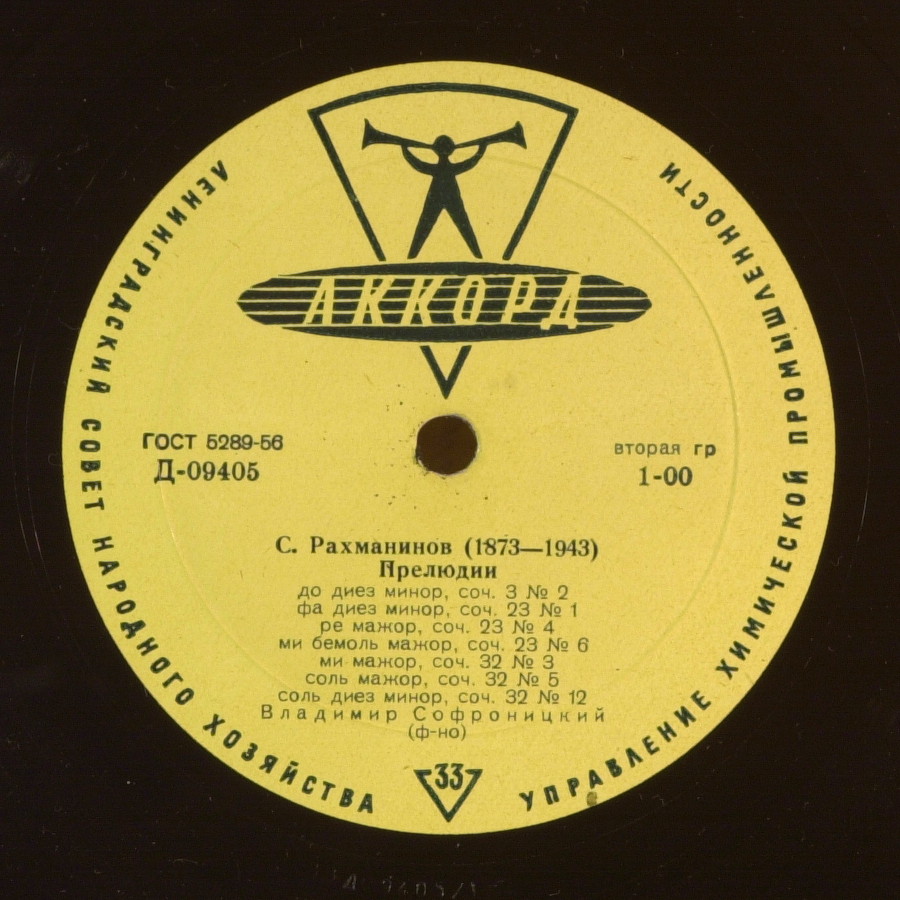 ЛЕНИНГРАДСКИЙ СОВЕТ НАРОДНОГО ХОЗЯЙСТВА
УПРАВЛЕНИЕ ХИМИЧЕСКОЙ ПРОМЫШЛЕННОСТИ
АККОРД
ГОСТ 5289-56
Д-09405
вторая гр
1-00
С. Рахманинов (1873—1943)
Прелюдии
до диез минор, соч. 3 № 2
фа диез минор, соч. 23 № 1
ре мажор, соч. 23 № 4
ми бемоль мажор, соч. 23 № 6
ми мажор, соч. 32 № 3
соль мажор, соч. 32 № 5
соль диез минор, соч. 32 № 12
Владимир Софроницкий
(ф-но)
33